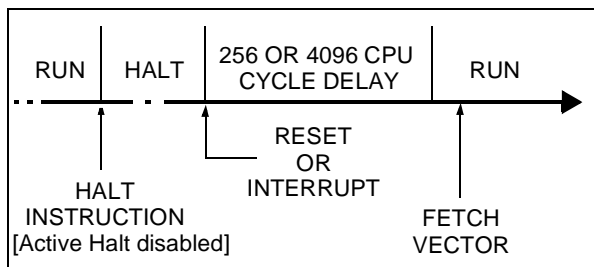 RUN
HALT
256 OR 4096 CPU
CYCLE DELAY
RUN
RESET
OR
INTERRUPT
HALT
INSTRUCTION
[Active Halt disabled]
FETCH
VECTOR